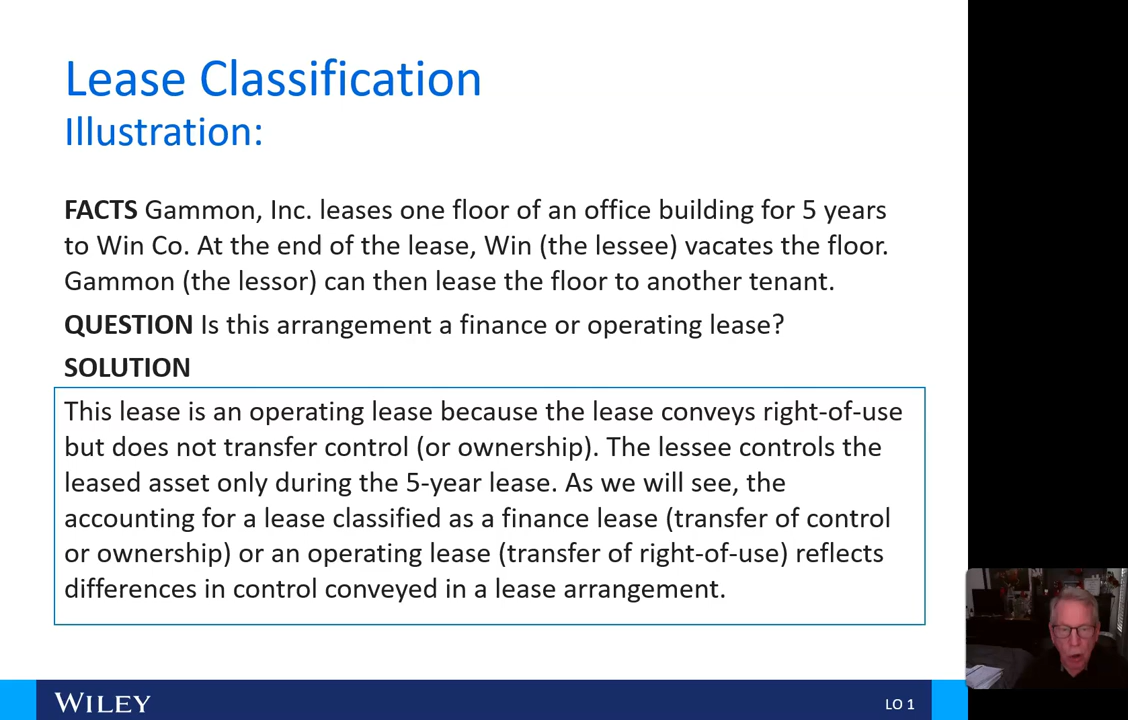 Lease Classification
Illustration:
FACTS Gammon, Inc. leases one floor of an office building for 5 years
to Win Co. At the end of the lease, Win (the lessee) vacates the floor.
Gammon (the lessor) can then lease the floor to another tenant.
QUESTION Is this arrangement a finance or operating lease?
SOLUTION
This lease is an operating lease because the lease conveys right-of-use
but does not transfer control (or ownership). The lessee controls the
leased asset only during the 5-year lease. As we will see, the
accounting for a lease classified as a finance lease (transfer of control
or ownership) or an operating lease (transfer of right-of-use) reflects
differences in control conveyed in a lease arrangement.
WILEY
LO 1